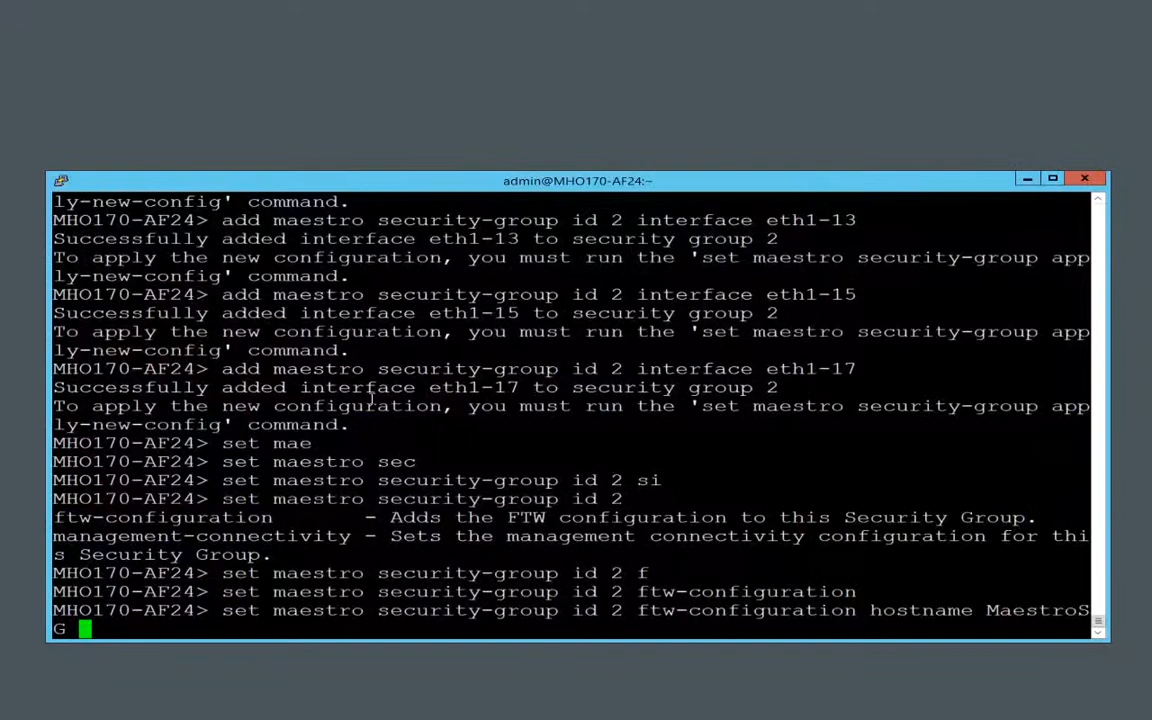 admin@MHO170-AF24:~
ly-new-config' command.
MHO170-AF24> add maestro security-group id 2 interface eth1-13
Successfully added interface eth1-13 to security group 2
To apply the new configuration, you must run the 'set maestro security-group app
ly-new-config' command.
MHO170-AF24> add maestro security-group id 2 interface eth1-15
Successfully added interface eth1-15 to security group 2
To apply the new configuration, you must run the 'set maestro security-group app
ly-new-config' command.
MHO170-AF24> add maestro security-group id 2 interface eth1-17
Successfully added interface eth1-17 to security group 2
To apply the new configuration, you must run the 'set maestro security-group app
ly-new-config' command.
MHO170-AF24> set mae
MHO170-AF24> set maestro sec
MHO170-AF24> set maestro security-group id 2 si
MHO170-AF24> set maestro security-group id 2
ftw-configuration - Adds the FTW configuration to this Security Group.
management-connectivity - Sets the management connectivity configuration for thi
s Security Group.
MHO170-AF24> set maestro security-group id 2 f
MHO170-AF24> set maestro security-group id 2 ftw-configuration
MHO170-AF24> set maestro security-group id 2 ftw-configuration hostname MaestroS
G